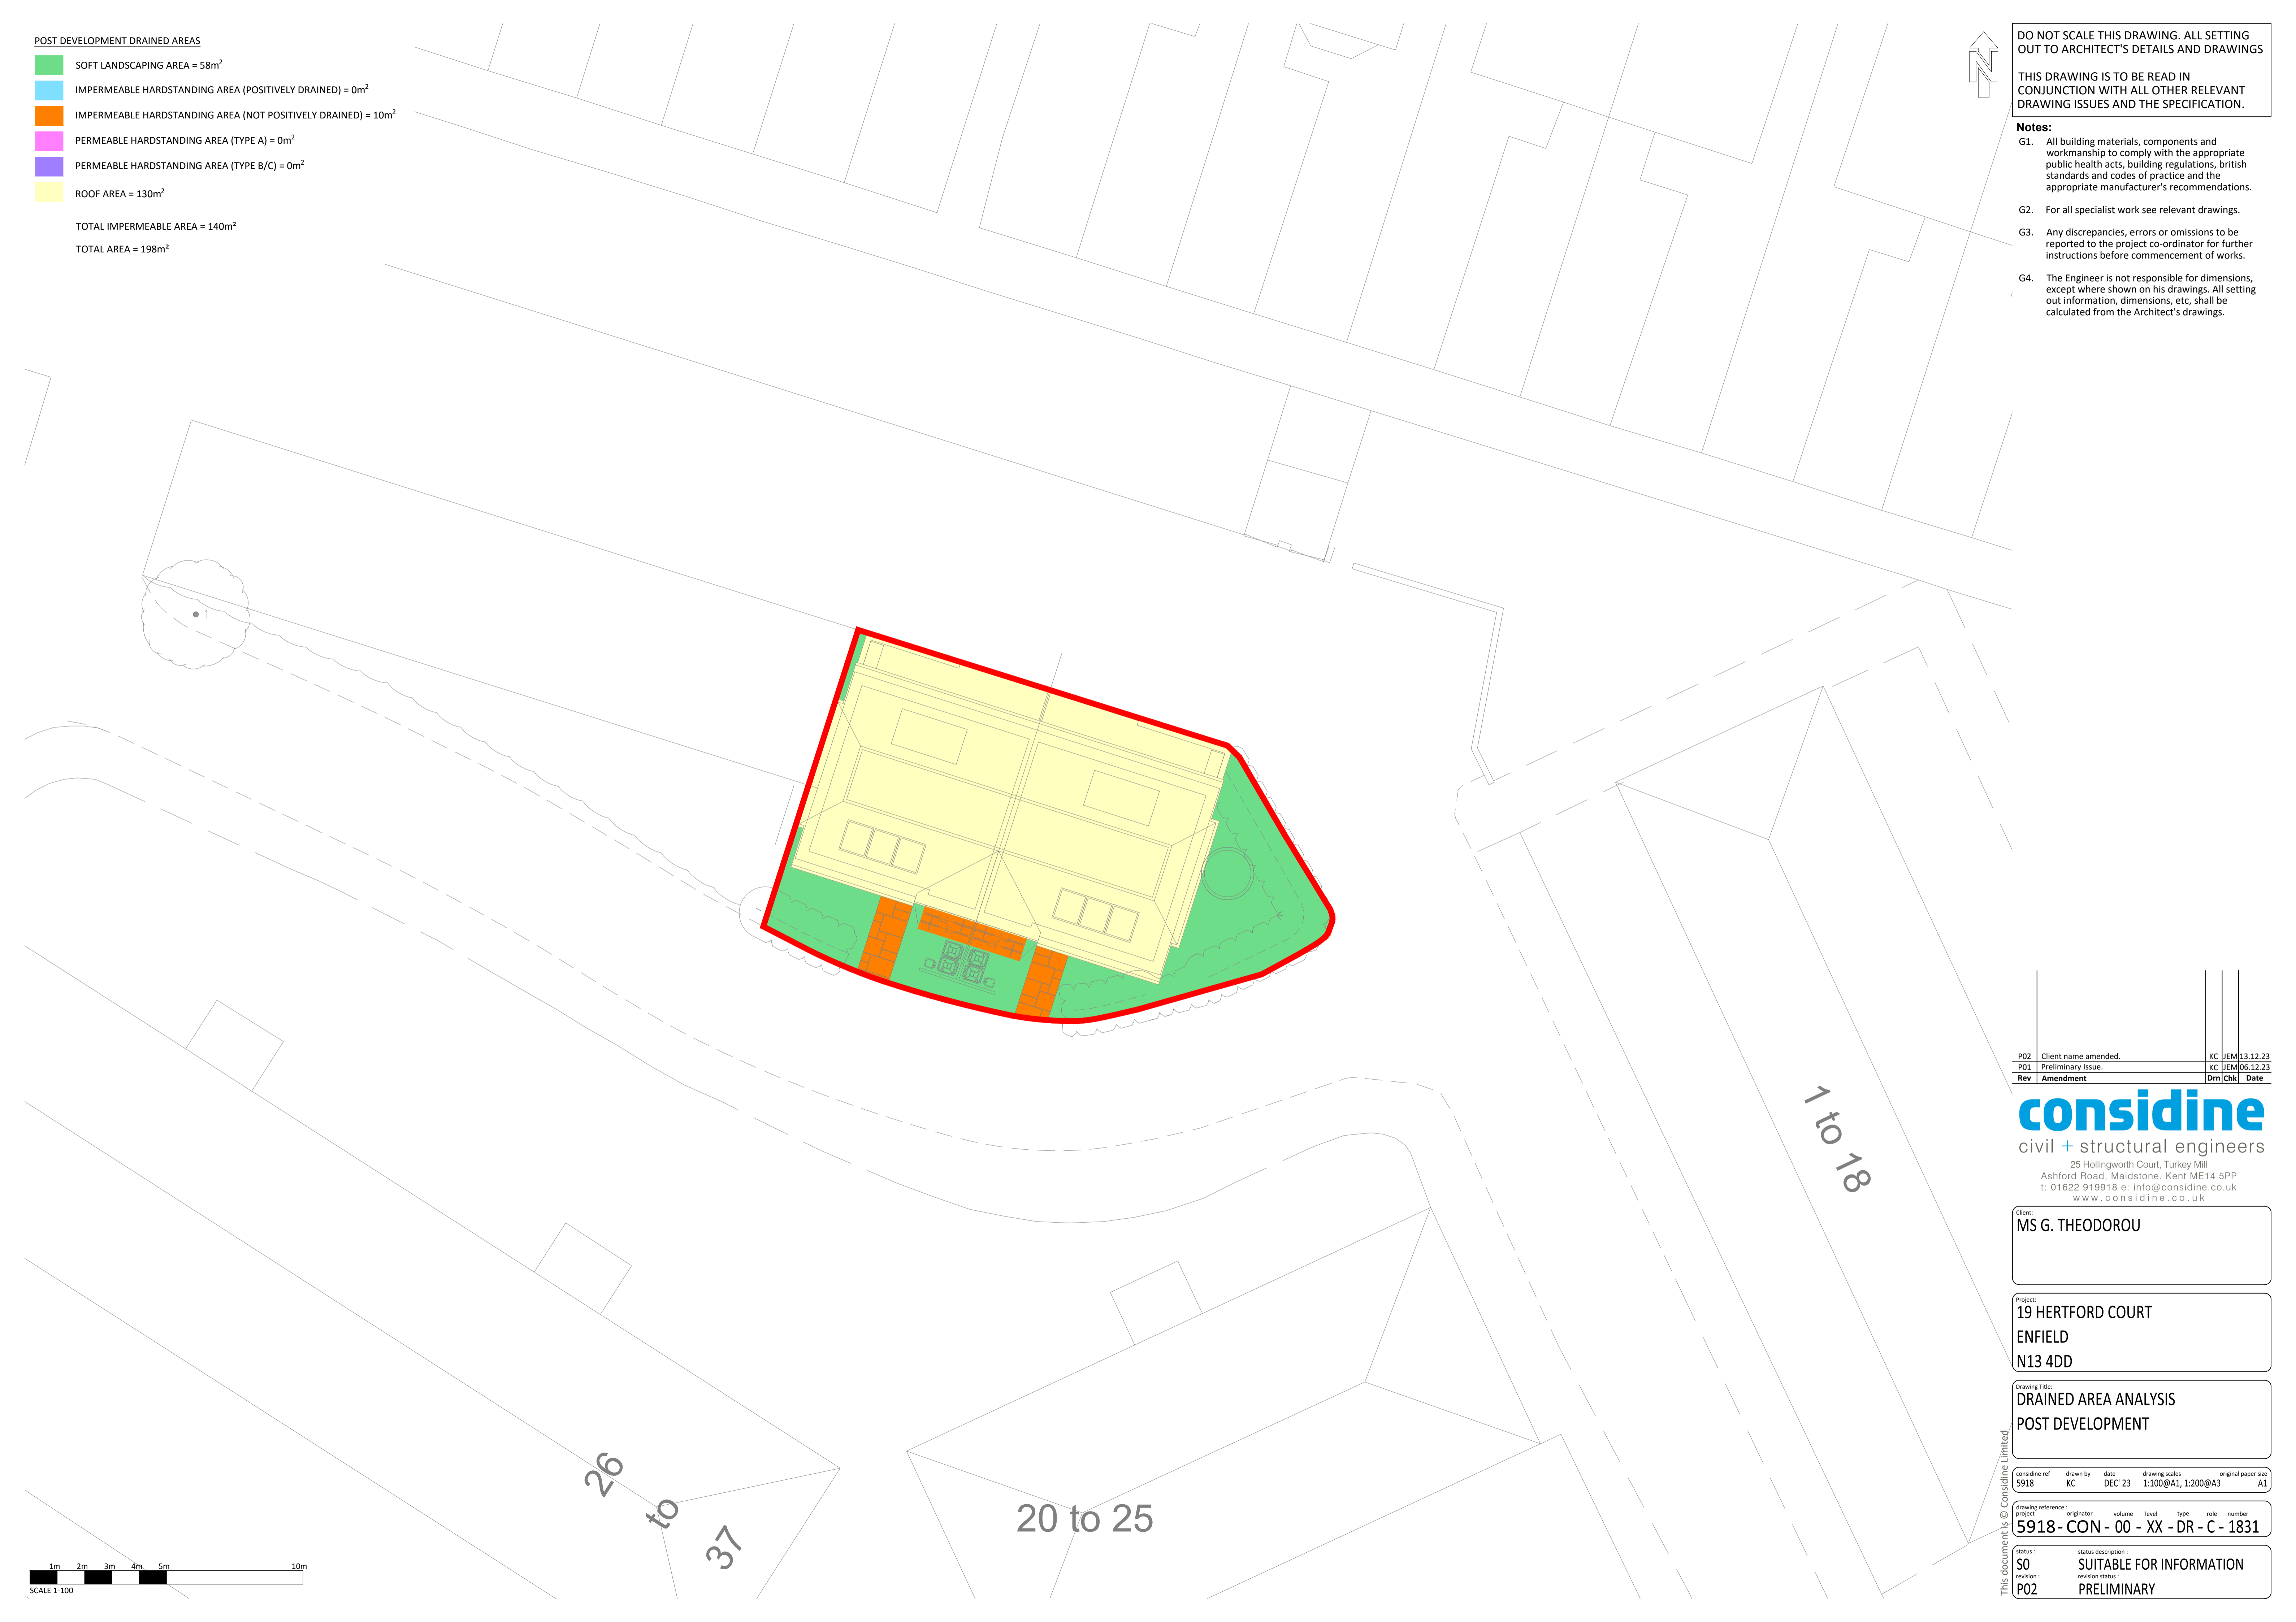 POST DEVELOPMENT DRAINED AREAS
SOFT LANDSCAPING AREA = 58m²
IMPERMEABLE HARDSTANDING AREA (POSITIVELY DRAINED) = 0m²
IMPERMEABLE HARDSTANDING AREA (NOT POSITIVELY DRAINED) = 10m²
PERMEABLE HARDSTANDING AREA (TYPE A) = 0m²
PERMEABLE HARDSTANDING AREA (TYPE B/C) = 0m²
ROOF AREA = 130m²
TOTAL IMPERMEABLE AREA = 140m²
TOTAL AREA = 198m²
N
DO NOT SCALE THIS DRAWING. ALL SETTING
OUT TO ARCHITECT'S DETAILS AND DRAWINGS
THIS DRAWING IS TO BE READ IN
CONJUNCTION WITH ALL OTHER RELEVANT
DRAWING ISSUES AND THE SPECIFICATION.
Notes:
G1. All building materials, components and
workmanship to comply with the appropriate
public health acts, building regulations, british
standards and codes of practice and the
appropriate manufacturer's recommendations.
G2. For all specialist work see relevant drawings.
G3. Any discrepancies, errors or omissions to be
reported to the project co-ordinator for further
instructions before commencement of works.
G4. The Engineer is not responsible for dimensions,
except where shown on his drawings. All setting
out information, dimensions, etc, shall be
calculated from the Architect's drawings.
1
1 to 18
20 to 25
26
to
37
1m 2m 3m 4m 5m 10m
SCALE 1-100
P02 Client name amended. KC JEM 13.12.23
P01 Preliminary Issue. KC JEM 06.12.23
Rev Amendment Drn Chk Date
considine
civil + structural engineers
25 Hollingworth Court, Turkey Mill
Ashford Road, Maidstone. Kent ME14 5PP
t: 01622 919918 e: info@considine.co.uk
www.considine.co.uk
Client:
MS G. THEODOROU
Project:
19 HERTFORD COURT
ENFIELD
N13 4DD
Drawing Title:
DRAINED AREA ANALYSIS
POST DEVELOPMENT
considine ref drawn by date drawing scales original paper size
5918 KC DEC' 23 1:100@A1, 1:200@A3 A1
drawing reference :
project originator volume level type role number
5918 - CON - 00 - XX - DR - C - 1831
status : status description :
S0 SUITABLE FOR INFORMATION
revision : revision status :
P02 PRELIMINARY
This document is © Considine Limited